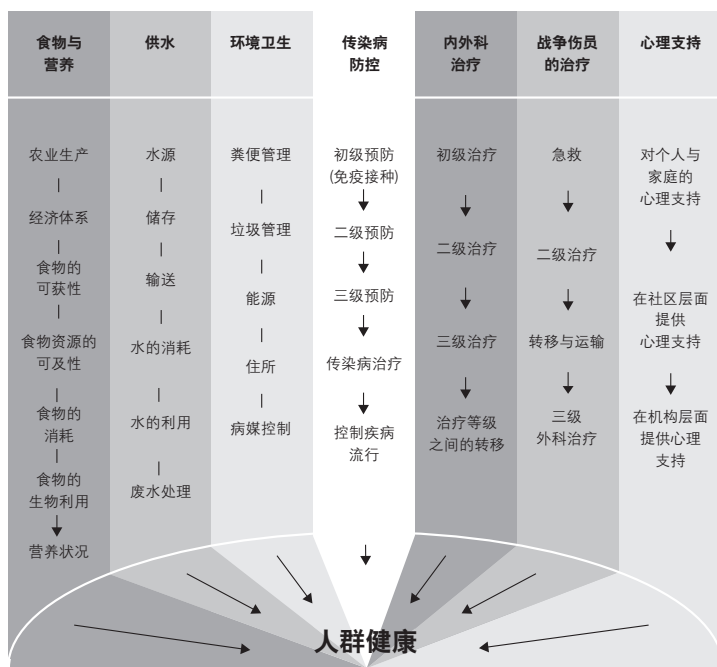 食物与
营养
供水
环境卫生
传染病
防控
内外科
治疗
战争伤员
的治疗
心理支持
农业生产
经济体系
食物的
可获性
食物资源的
可及性
食物的
消耗
食物的
生物利用
营养状况
水源
储存
输送
水的消耗
水的利用
废水处理
粪便管理
垃圾管理
能源
住所
病媒控制
初级预防
(免疫接种)
二级预防
三级预防
传染病治疗
控制疾病
流行
初级治疗
二级治疗
三级治疗
治疗等级
之间的转移
急救
二级治疗
转移与运输
三级
外科治疗
对个人与
家庭的
心理支持
在社区层面
提供
心理支持
在机构层面
提供心理
支持
人群健康